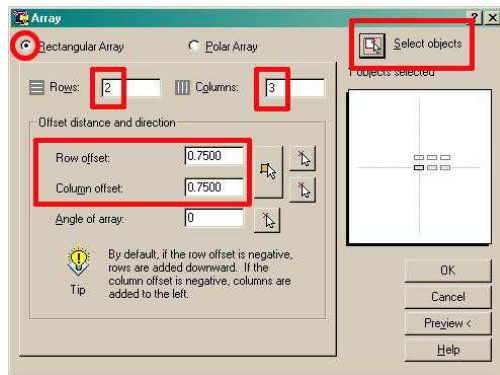 Array
Rectangular Array
Polar Array
Select objects
1 objects selected
Rows: 2
Columns: 3
Offset distance and direction
Row offset: 0.7500
Column offset: 0.7500
Angle of array: 0
Tip
By default, if the row offset is negative,
rows are added downward. If the
column offset is negative, columns are
added to the left.
OK
Cancel
Preview <
Help